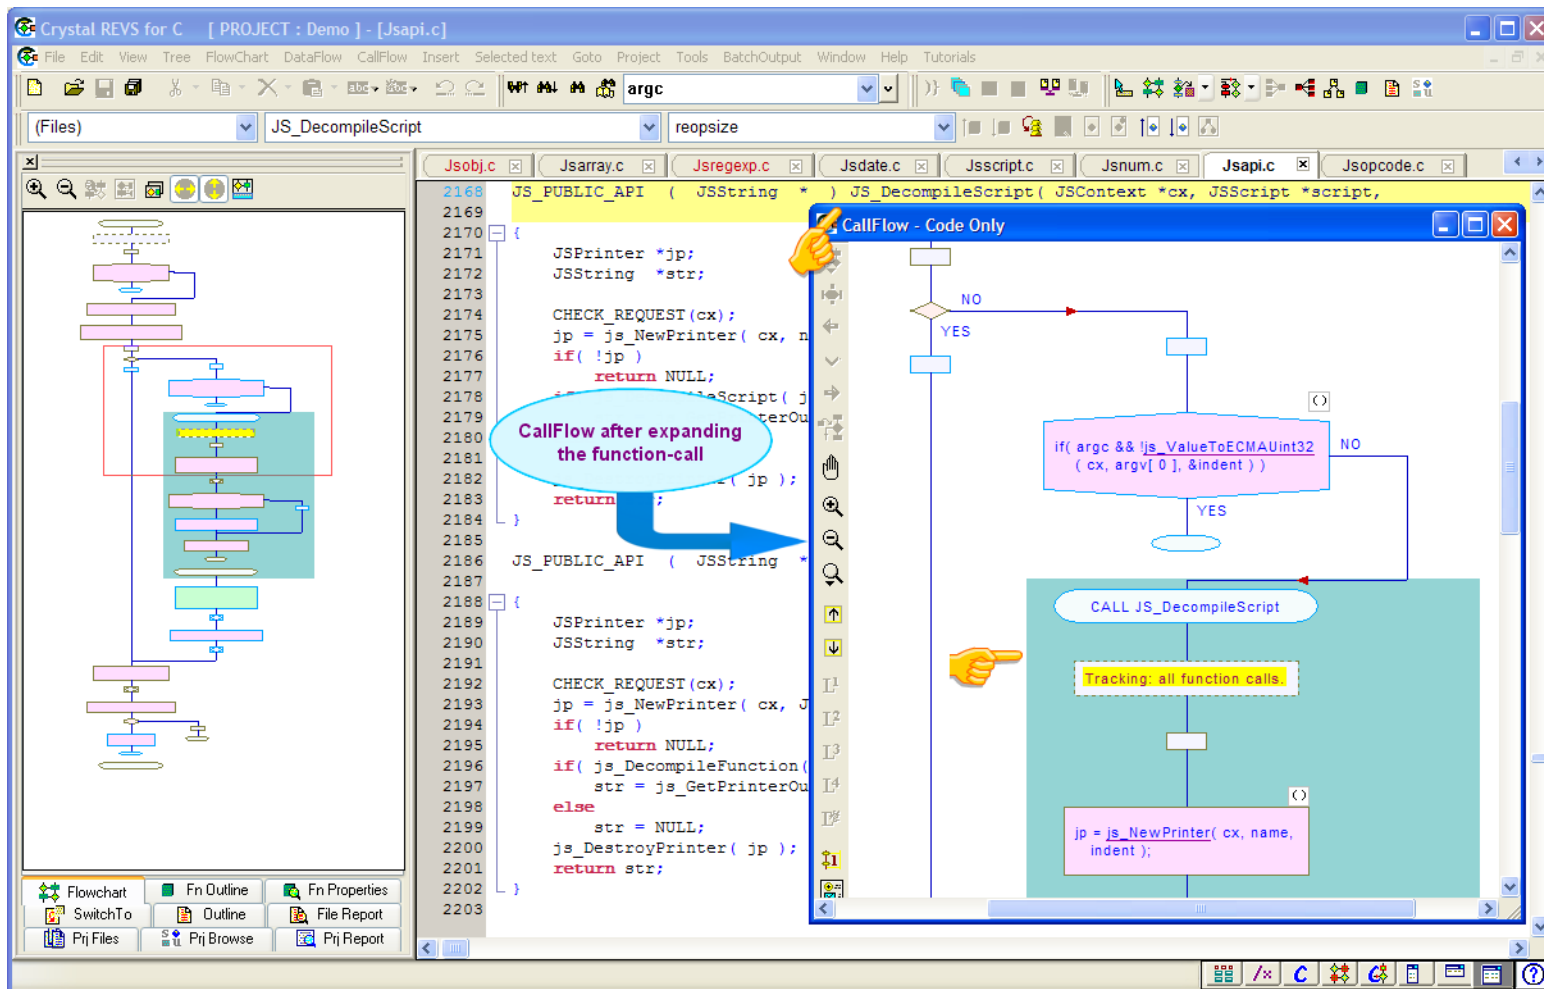 Crystal REVS for C [ PROJECT : Demo ] - [Jsapi.c]
File Edit View Tree FlowChart DataFlow CallFlow Insert Selected text Goto Project Tools BatchOutput Window Help Tutorials
argc
(Files) JS_DecompileScript reopsize
Jsobj.c Jsarray.c Jsregexp.c Jsdate.c Jsscript.c Jsnum.c Jsapi.c Jsopcode.c
2168 JS_PUBLIC_API ( JSString * ) JS_DecompileScript( JSContext *cx, JSScript *script,
2169
2170 {
2171 JSPrinter *jp;
2172 JSString *str;
2173
2174 CHECK_REQUEST(cx);
2175 jp = js_NewPrinter( cx, n
2176 if( !jp )
2177 return NULL;
2178 Script( j
2179 terOu
2180
2181
2182 ( jp );
2183 return ;
2184 }
2185
2186 JS_PUBLIC_API ( JSString *
2187
2188 {
2189 JSPrinter *jp;
2190 JSString *str;
2191
2192 CHECK_REQUEST(cx);
2193 jp = js_NewPrinter( cx, J
2194 if( !jp )
2195 return NULL;
2196 if( js_DecompileFunction(
2197 str = js_GetPrinterOu
2198 else
2199 str = NULL;
2200 js_DestroyPrinter( jp );
2201 return str;
2202 }
2203
CallFlow after expanding
the function-call
CallFlow - Code Only
NO
YES
()
if( argc && !js_ValueToECMAUint32
( cx, argv[ 0 ], &indent ) )
NO
YES
CALL JS_DecompileScript
Tracking: all function calls.
()
jp = js_NewPrinter( cx, name,
indent );
L1
L2
L3
L4
Flowchart Fn Outline Fn Properties
SwitchTo Outline File Report
Prj Files Prj Browse Prj Report